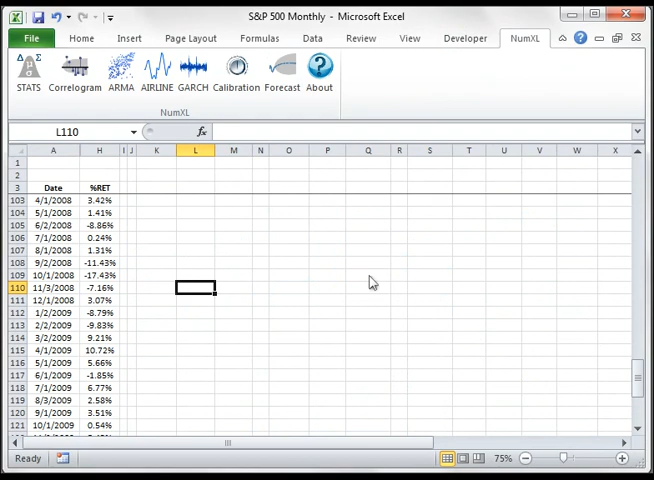 S&P 500 Monthly - Microsoft Excel
File Home Insert Page Layout Formulas Data Review View Developer NumXL
STATS Correlogram ARMA AIRLINE GARCH Calibration Forecast About
NumXL
L110 fx
A H I J K L M N O P Q R S T U V W X
1
2
3 Date %RET
103 4/1/2008 3.42%
104 5/1/2008 1.41%
105 6/2/2008 -8.86%
106 7/1/2008 0.24%
107 8/1/2008 1.31%
108 9/2/2008 -11.43%
109 10/1/2008 -17.43%
110 11/3/2008 -7.16%
111 12/1/2008 3.07%
112 1/2/2009 -8.79%
113 2/2/2009 -9.83%
114 3/2/2009 9.21%
115 4/1/2009 10.72%
116 5/1/2009 5.66%
117 6/1/2009 -1.85%
118 7/1/2009 6.77%
119 8/3/2009 2.58%
120 9/1/2009 3.51%
121 10/1/2009 0.54%
Ready 75%